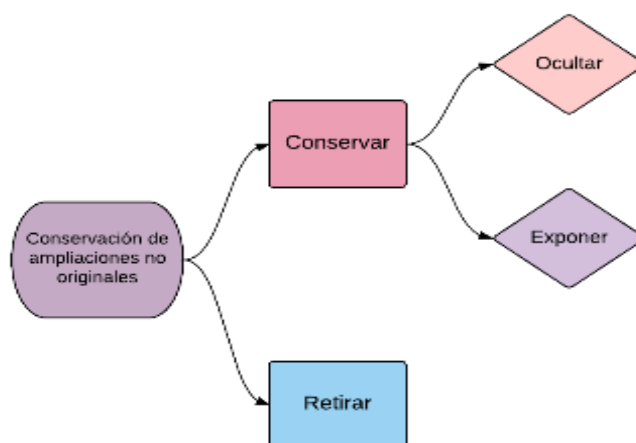 Conservación de
ampliaciones no
originales
Conservar
Ocultar
Exponer
Retirar